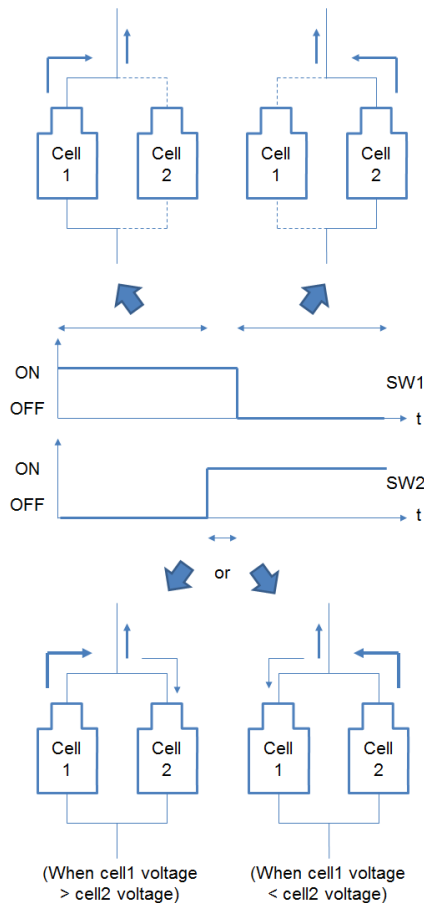 Cell
1
Cell
2
Cell
1
Cell
2
ON
OFF
SW1
t
ON
OFF
SW2
t
or
Cell
1
Cell
2
Cell
1
Cell
2
(When cell1 voltage
> cell2 voltage)
(When cell1 voltage
< cell2 voltage)